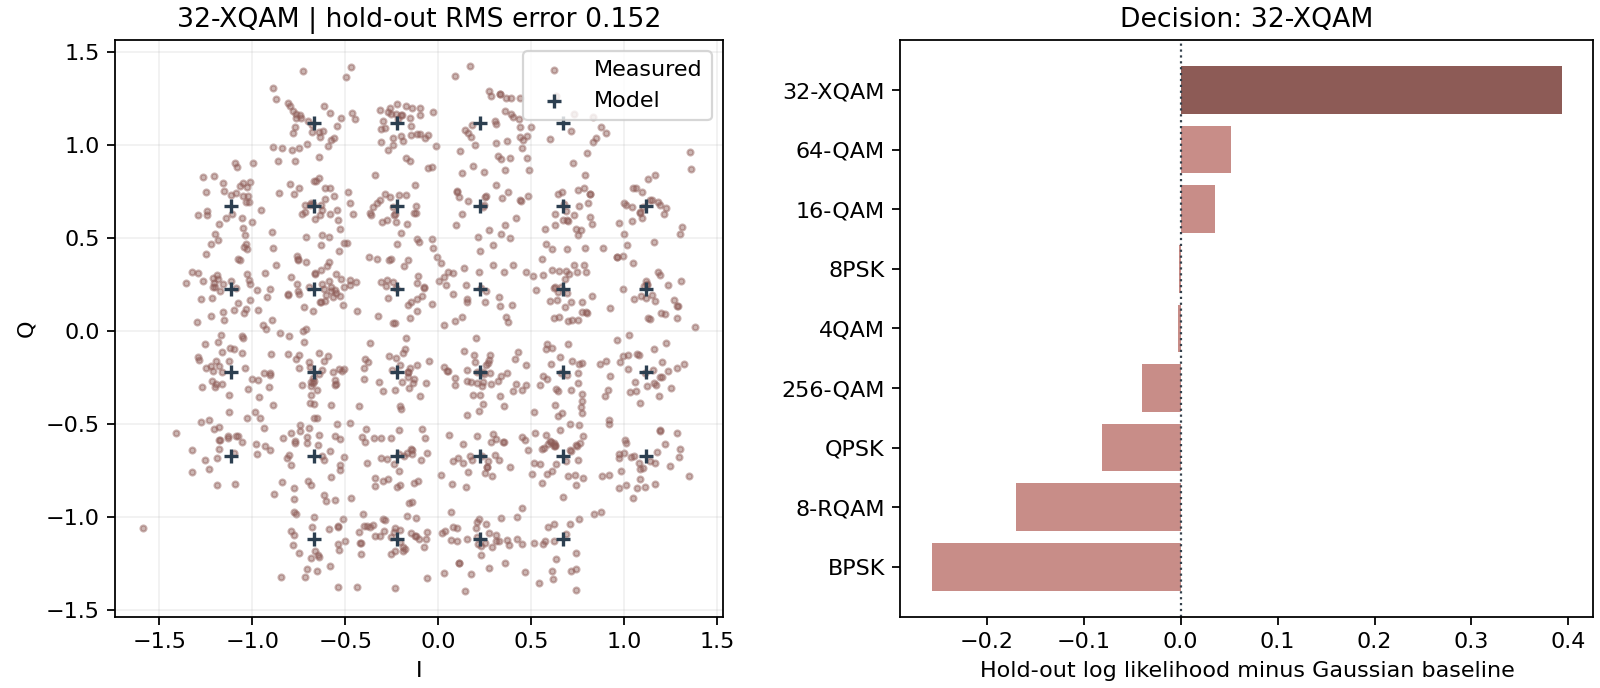 32-XQAM | hold-out RMS error 0.152
1.5
1.0
0.5
0.0
−0.5
−1.0
−1.5
Q
Measured
Model
−1.5
−1.0
−0.5
0.0
0.5
1.0
1.5
I
Decision: 32-XQAM
32-XQAM
64-QAM
16-QAM
8PSK
4QAM
256-QAM
QPSK
8-RQAM
BPSK
−0.2
−0.1
0.0
0.1
0.2
0.3
0.4
Hold-out log likelihood minus Gaussian baseline